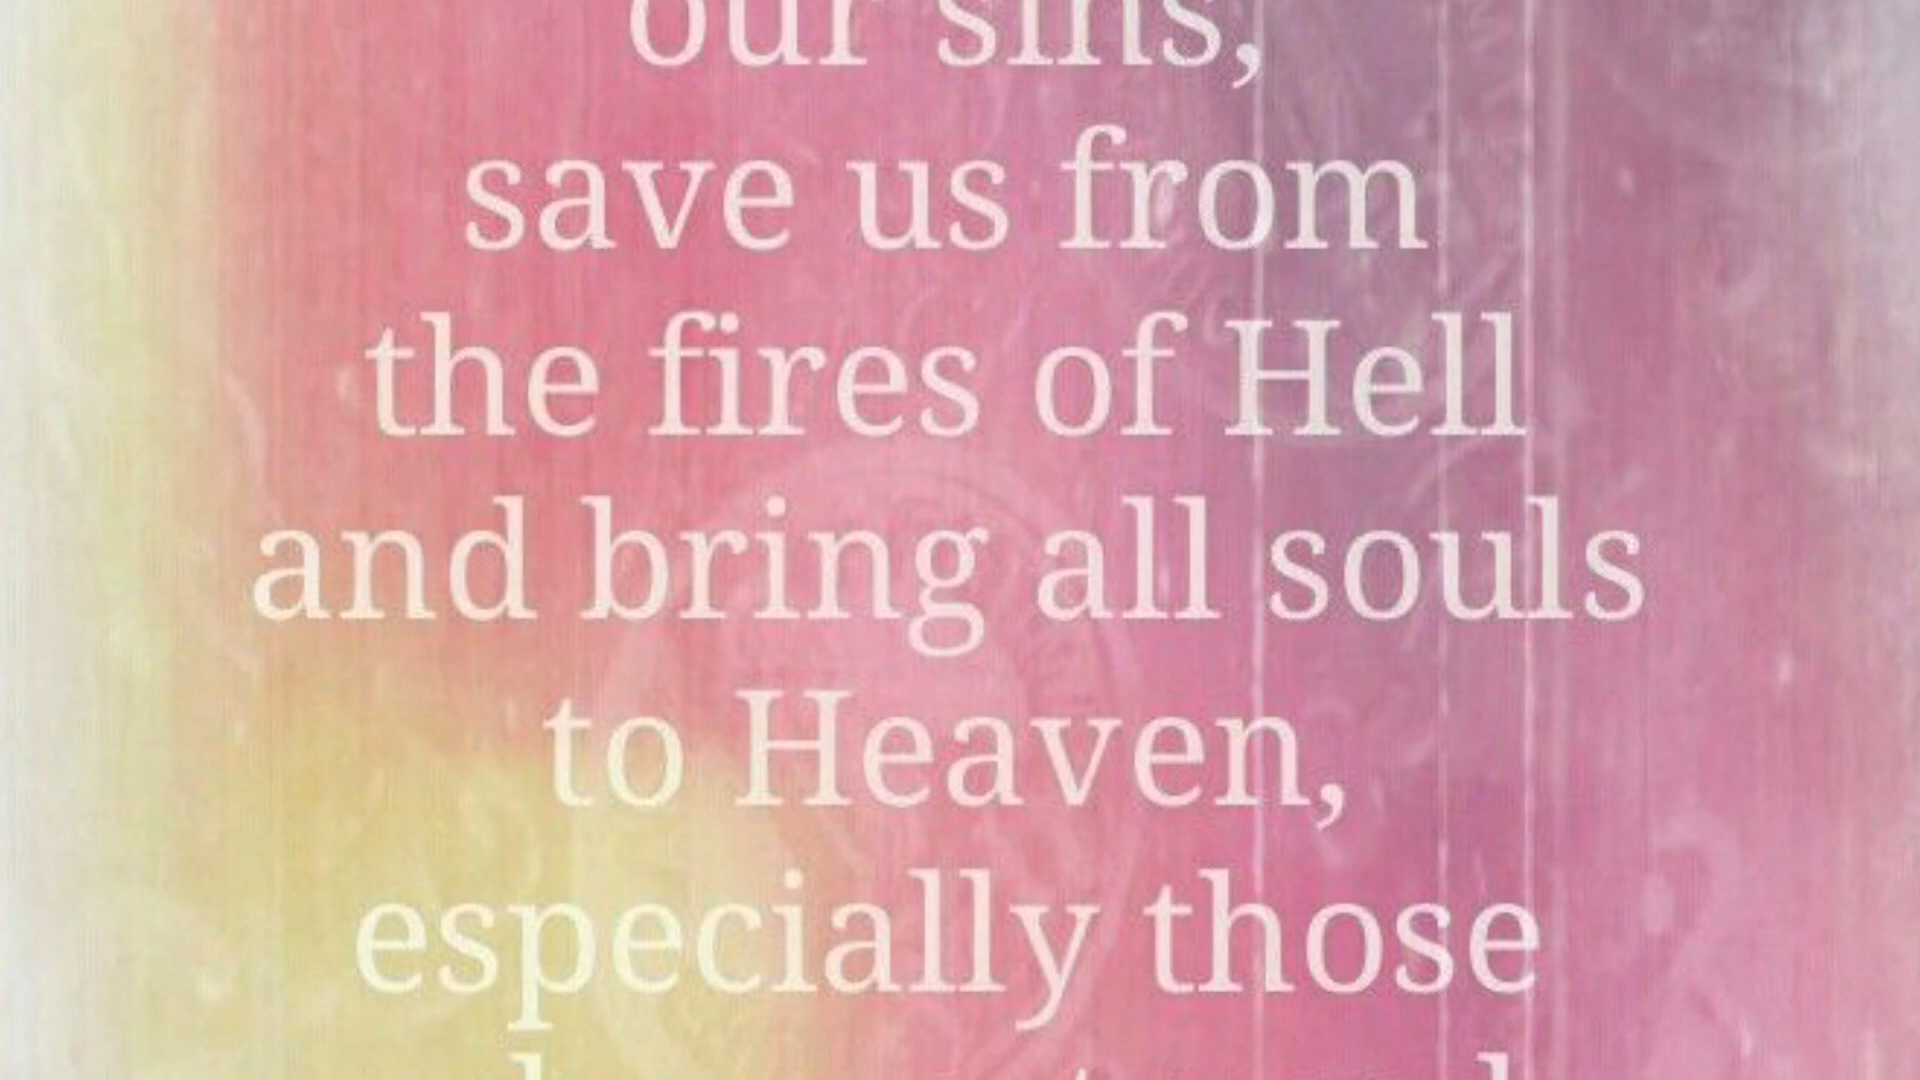 our sins,
save us from
the fires of Hell
and bring all souls
to Heaven,
especially those